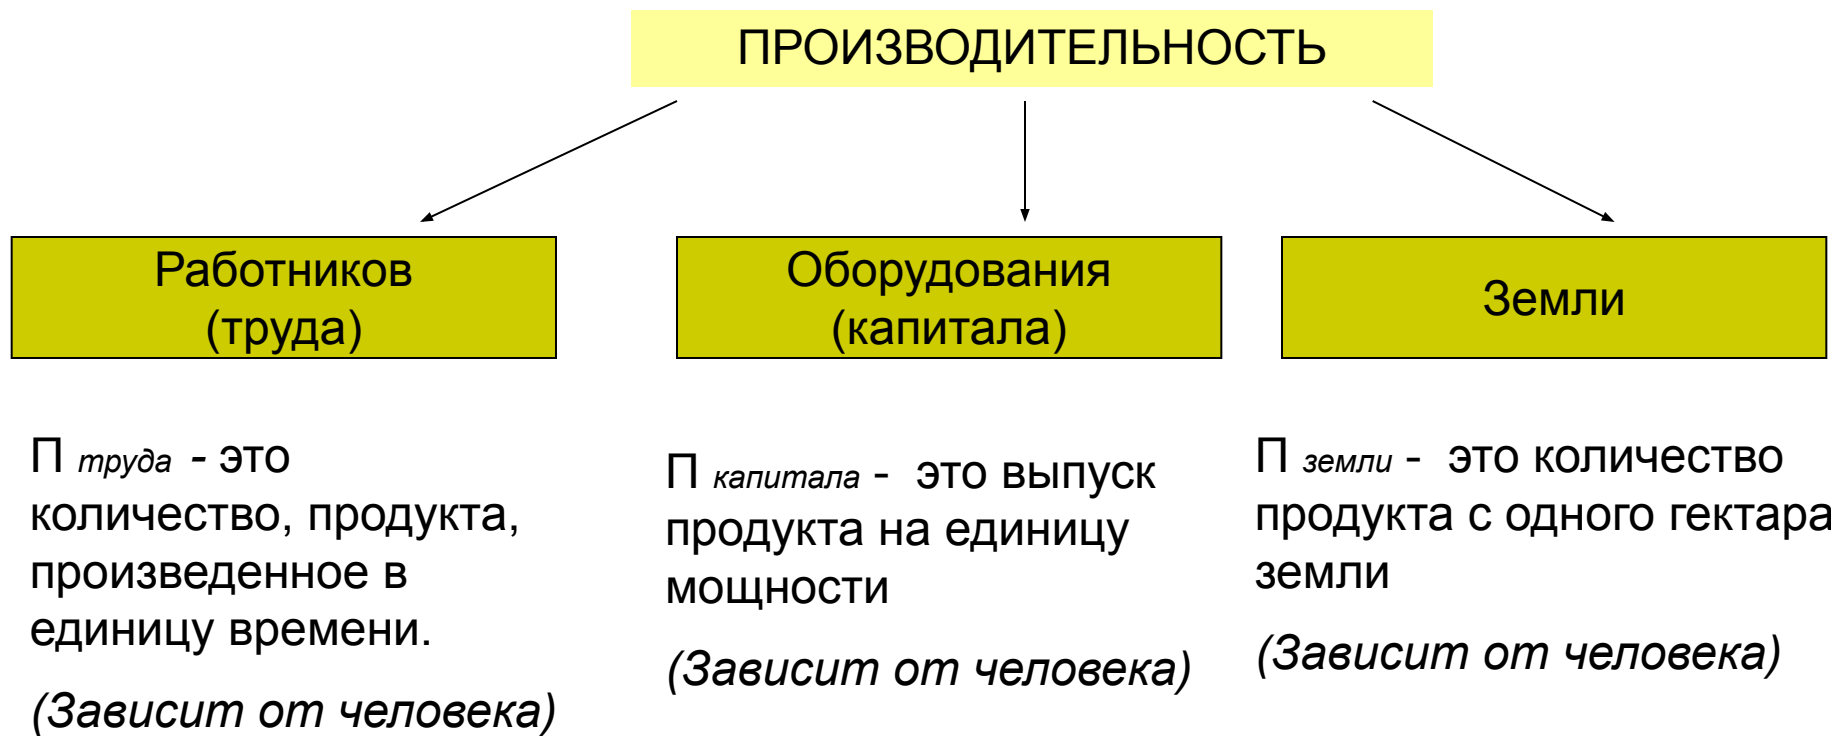 ПРОИЗВОДИТЕЛЬНОСТЬ
Работников
(труда)
Оборудования
(капитала)
Земли
П труда - это
количество, продукта,
произведенное в
единицу времени.
(Зависит от человека)
П капитала - это выпуск
продукта на единицу
мощности
(Зависит от человека)
П земли - это количество
продукта с одного гектара
земли
(Зависит от человека)